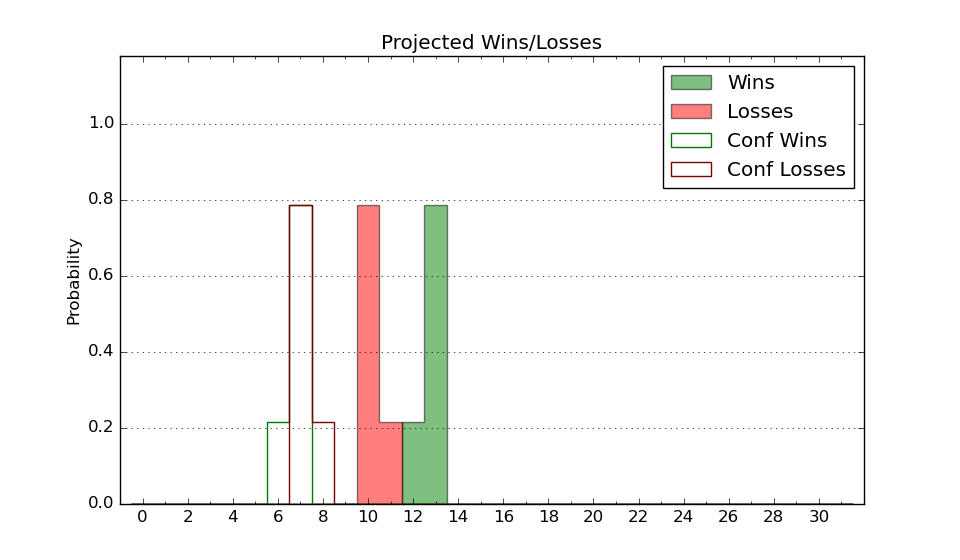 Projected Wins/Losses
Wins
Losses
Conf Wins
Conf Losses
Probability
1.0
0.8
0.6
0.4
0.2
0.0
0 2 4 6 8 10 12 14 16 18 20 22 24 26 28 30